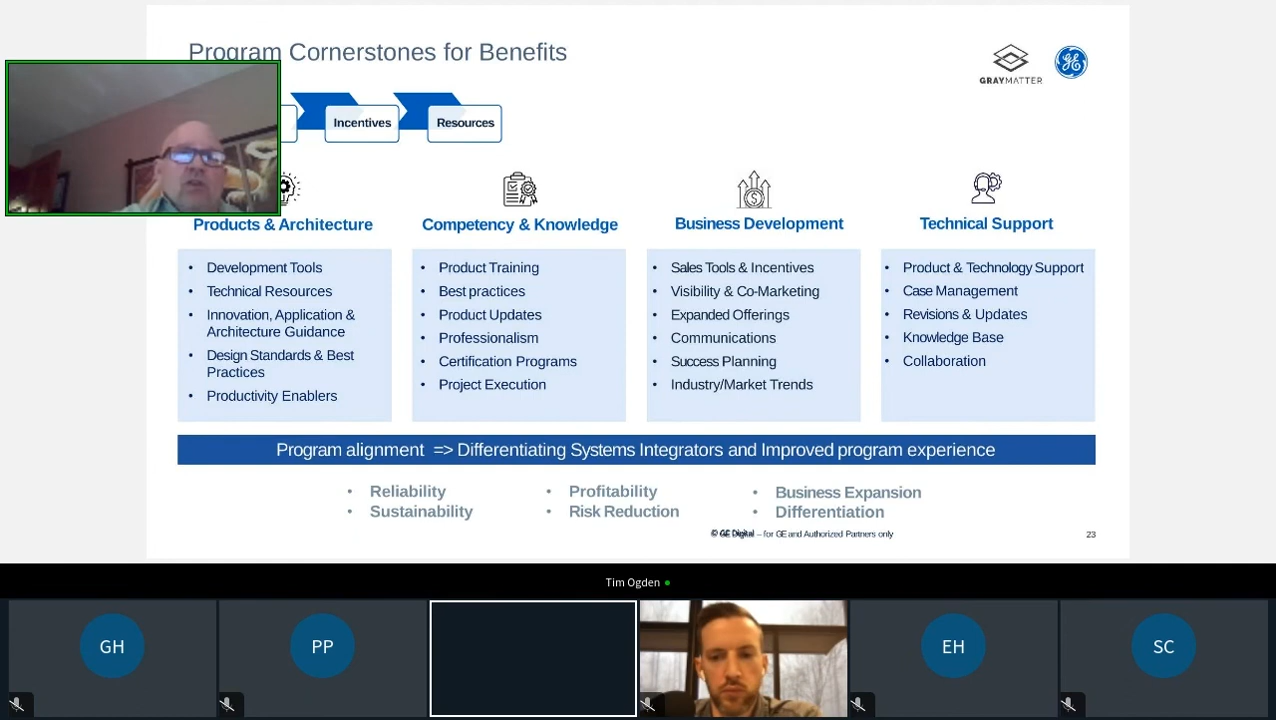 Program Cornerstones for Benefits
GRAYMATTER
GE
Incentives
Resources
Products & Architecture
• Development Tools
• Technical Resources
• Innovation, Application &
Architecture Guidance
• Design Standards & Best
Practices
• Productivity Enablers
Competency & Knowledge
• Product Training
• Best practices
• Product Updates
• Professionalism
• Certification Programs
• Project Execution
Business Development
• Sales Tools & Incentives
• Visibility & Co-Marketing
• Expanded Offerings
• Communications
• Success Planning
• Industry/Market Trends
Technical Support
• Product & Technology Support
• Case Management
• Revisions & Updates
• Knowledge Base
• Collaboration
Program alignment => Differentiating Systems Integrators and Improved program experience
• Reliability
• Sustainability
• Profitability
• Risk Reduction
• Business Expansion
• Differentiation
© GE Digital – for GE and Authorized Partners only
23
Tim Ogden
GH
PP
EH
SC